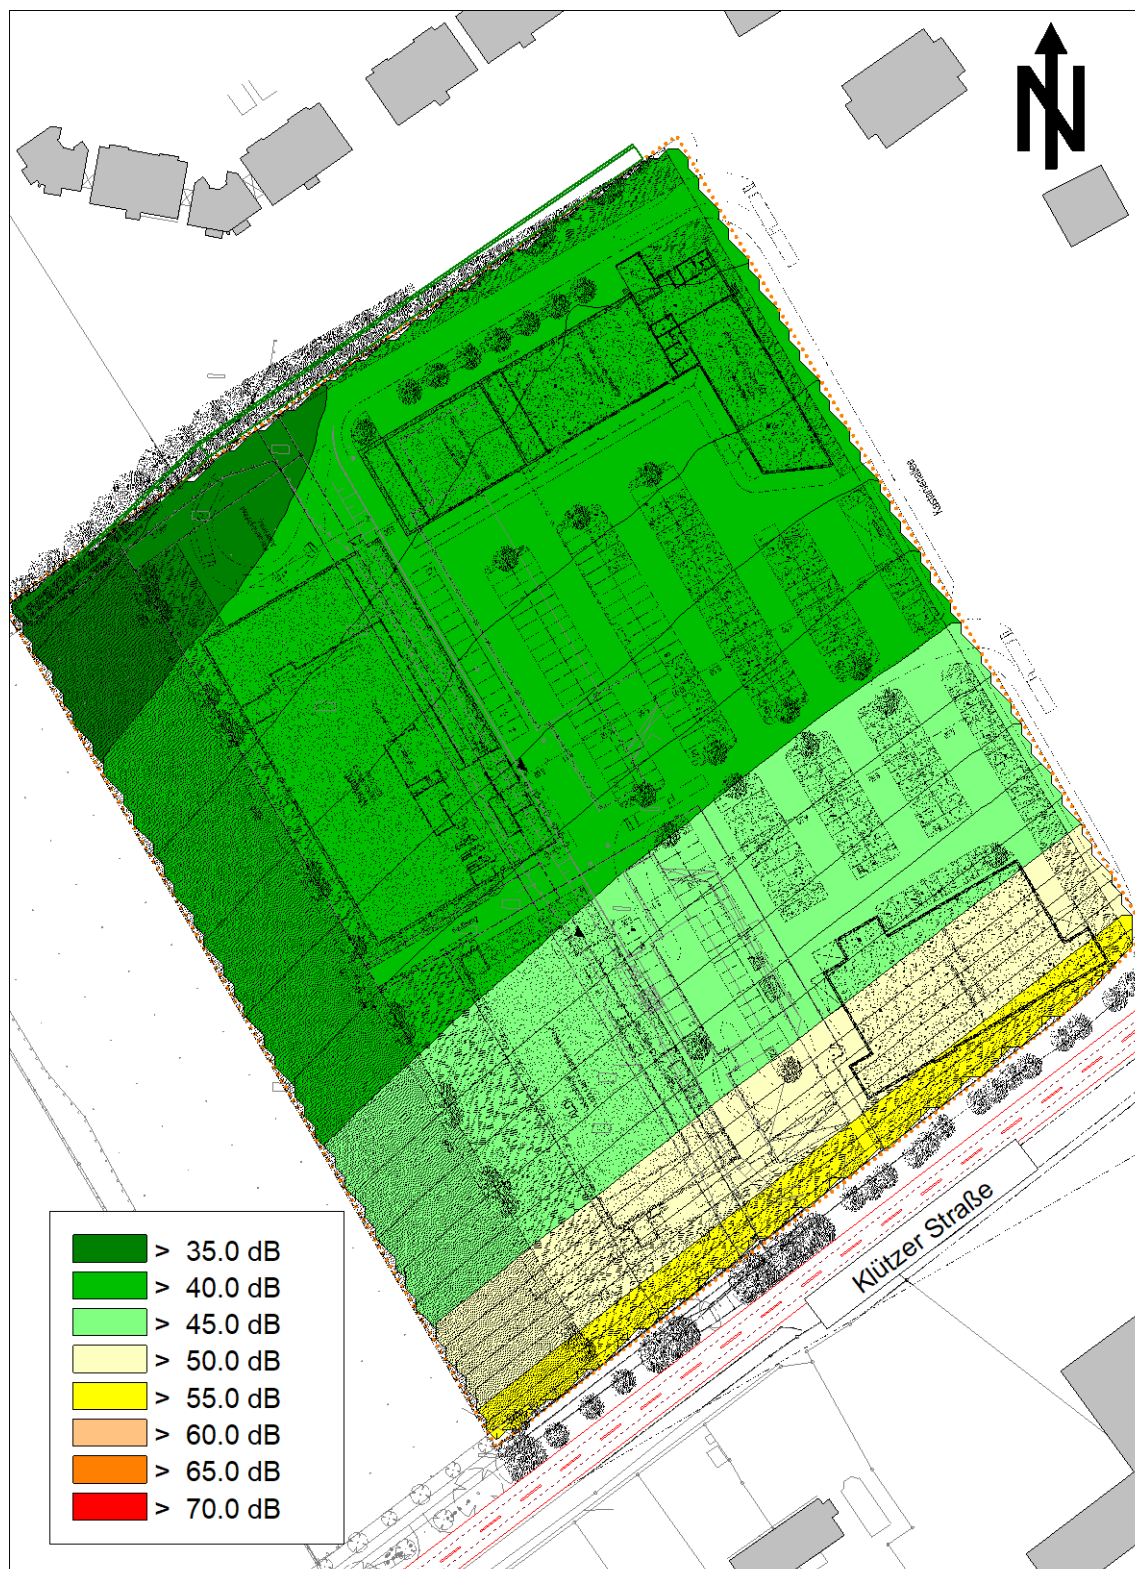 N
Kastanienallee
Klützer Straße
> 35.0 dB
> 40.0 dB
> 45.0 dB
> 50.0 dB
> 55.0 dB
> 60.0 dB
> 65.0 dB
> 70.0 dB